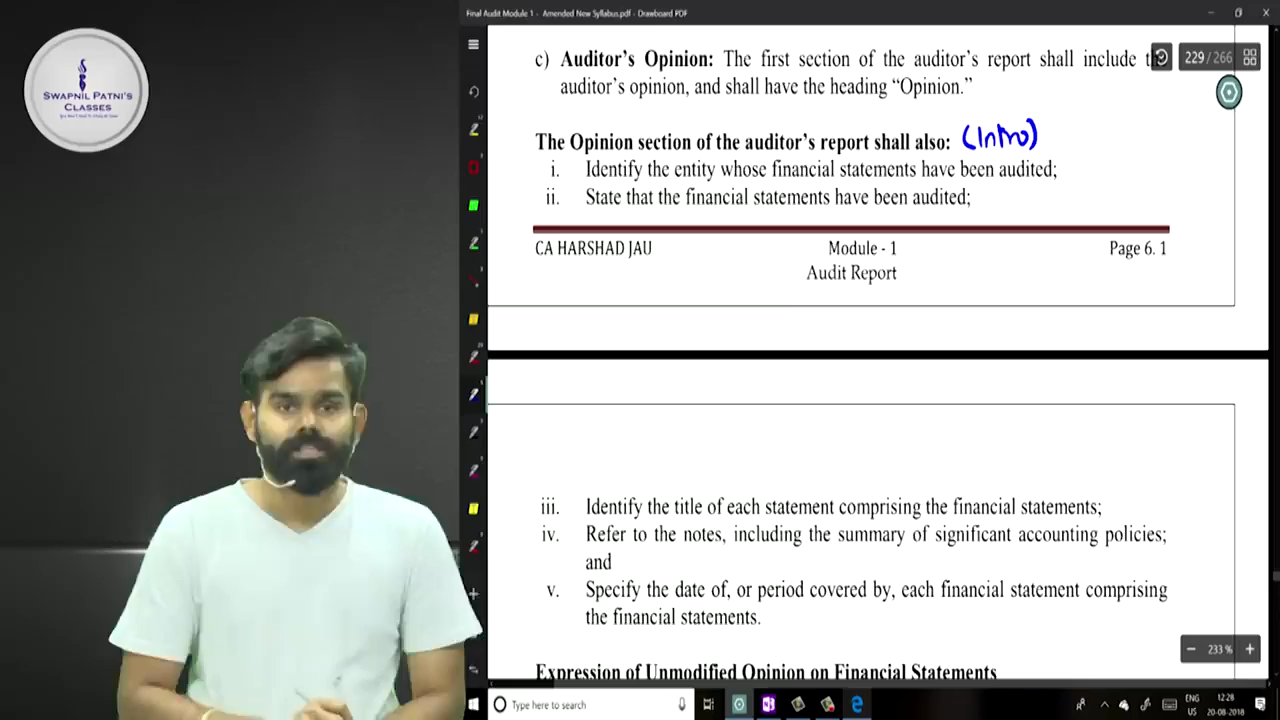 Final Audit Module 1 - Amended New Syllabus.pdf - Drawboard PDF
SWAPNIL PATNI'S
CLASSES
c) Auditor's Opinion: The first section of the auditor's report shall include
229 / 266
auditor's opinion, and shall have the heading “Opinion.”
The Opinion section of the auditor's report shall also: (Intro)
i. Identify the entity whose financial statements have been audited;
ii. State that the financial statements have been audited;
CA HARSHAD JAU Module - 1 Page 6. 1
Audit Report
iii. Identify the title of each statement comprising the financial statements;
iv. Refer to the notes, including the summary of significant accounting policies;
and
v. Specify the date of, or period covered by, each financial statement comprising
the financial statements.
233 %
Expression of Unmodified Opinion on Financial Statements
Type here to search
ENG
US
12:28
20-08-2018